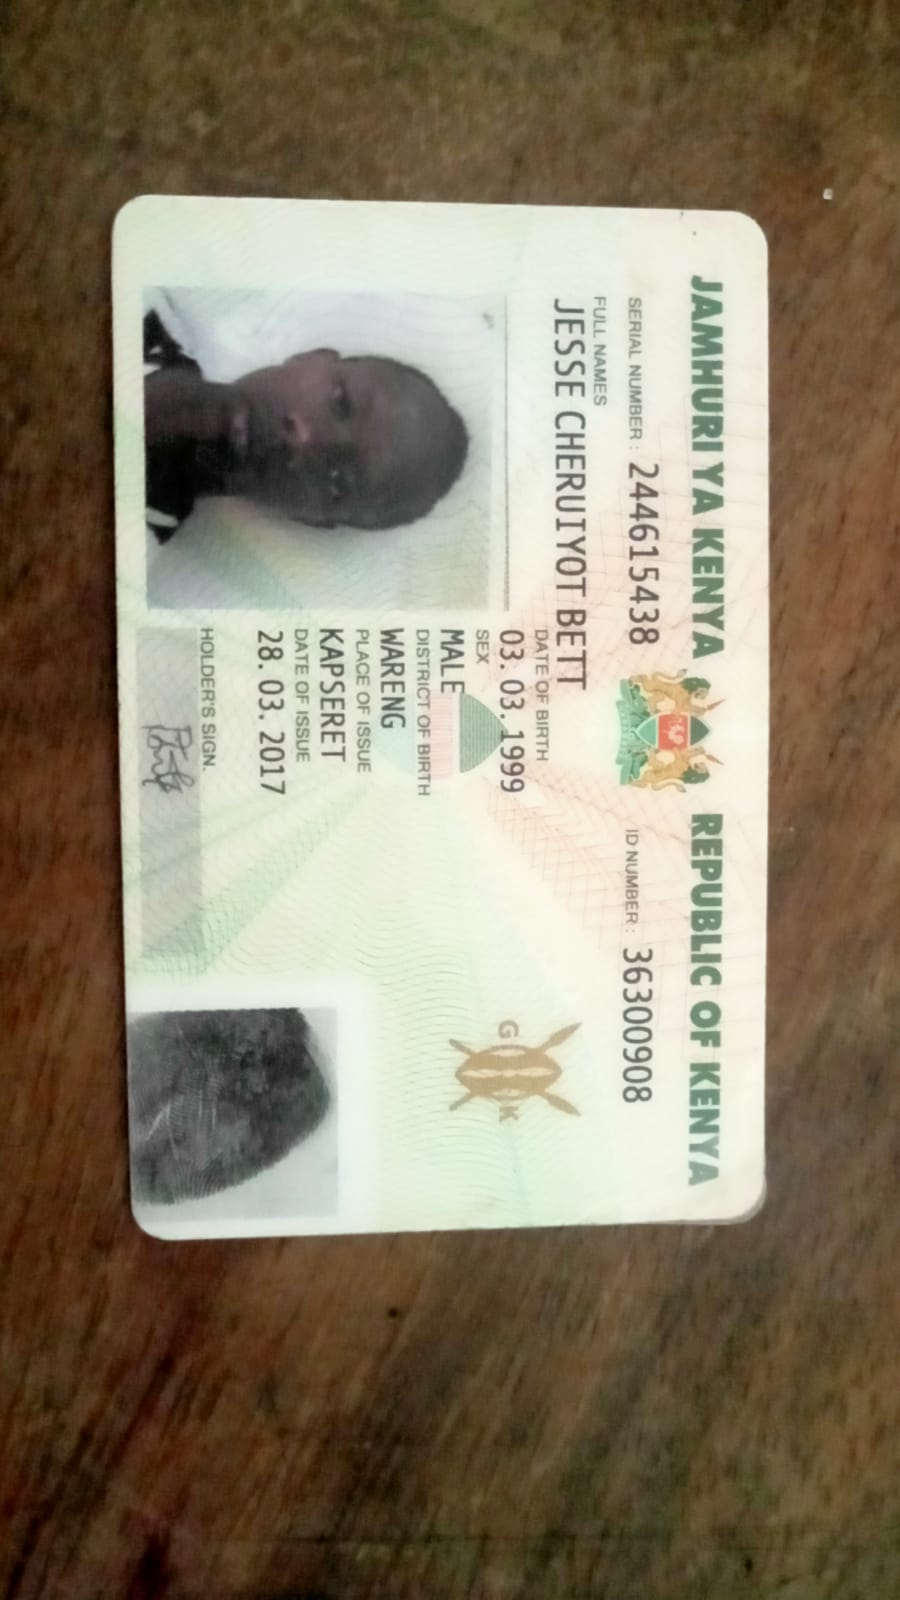 JAMHURI YA KENYA REPUBLIC OF KENYA
SERIAL NUMBER : 244615438 ID NUMBER : 36300908
FULL NAMES
JESSE CHERUIYOT BETT
DATE OF BIRTH
03. 03. 1999
SEX
MALE
DISTRICT OF BIRTH
WARENG
PLACE OF ISSUE
KAPSERET
DATE OF ISSUE
28. 03. 2017
HOLDER'S SIGN.
G K